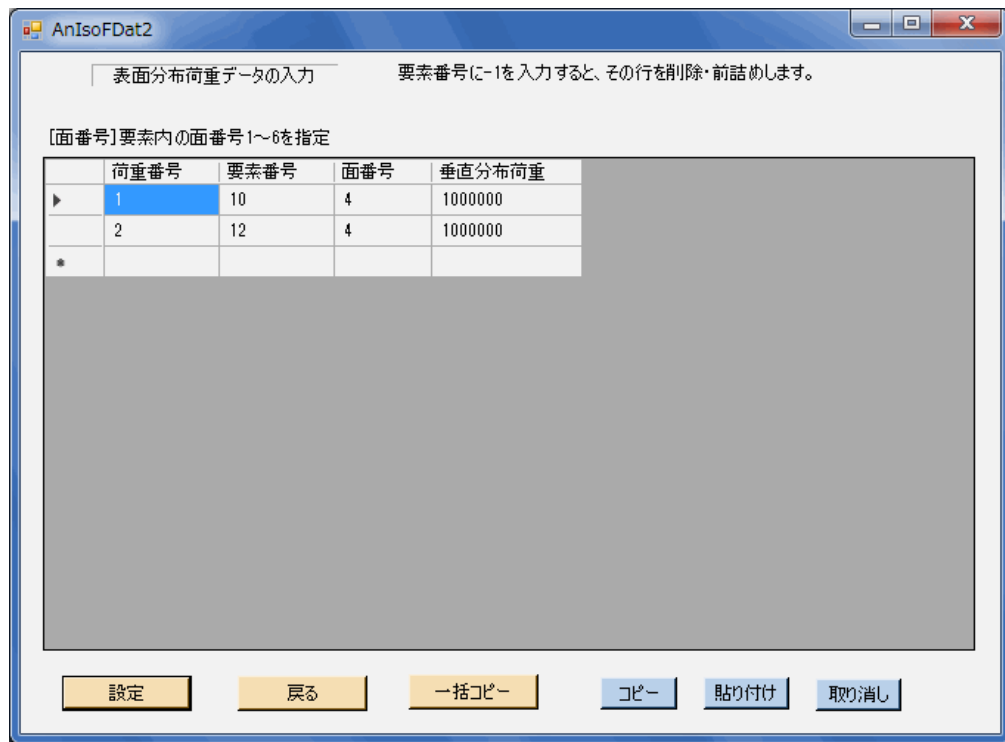 AnIsoFDat2
表面分布荷重データの入力 要素番号に-1を入力すると、その行を削除・前詰めします。
[面番号]要素内の面番号1～6を指定
荷重番号 要素番号 面番号 垂直分布荷重
1 10 4 1000000
2 12 4 1000000
設定 戻る 一括コピー コピー 貼り付け 取り消し